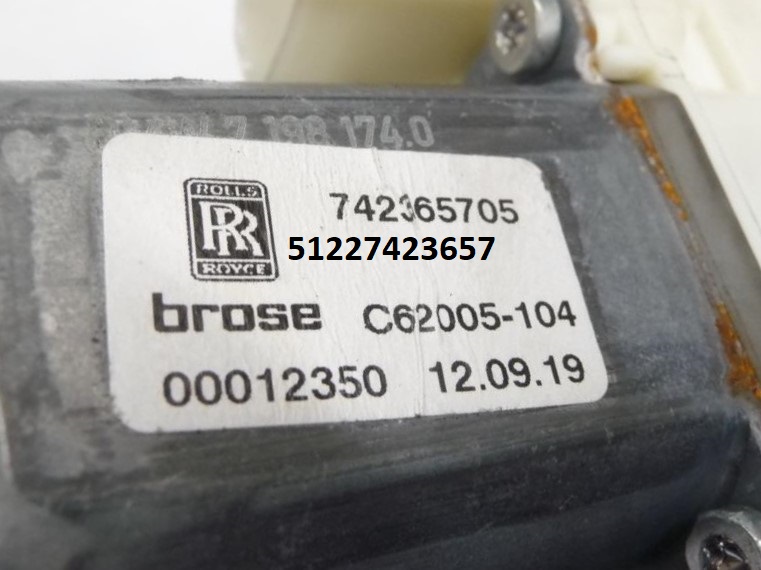 7 198 174.0
ROLLS
RR
ROYCE
742365705
51227423657
brose C62005-104
00012350 12.09.19